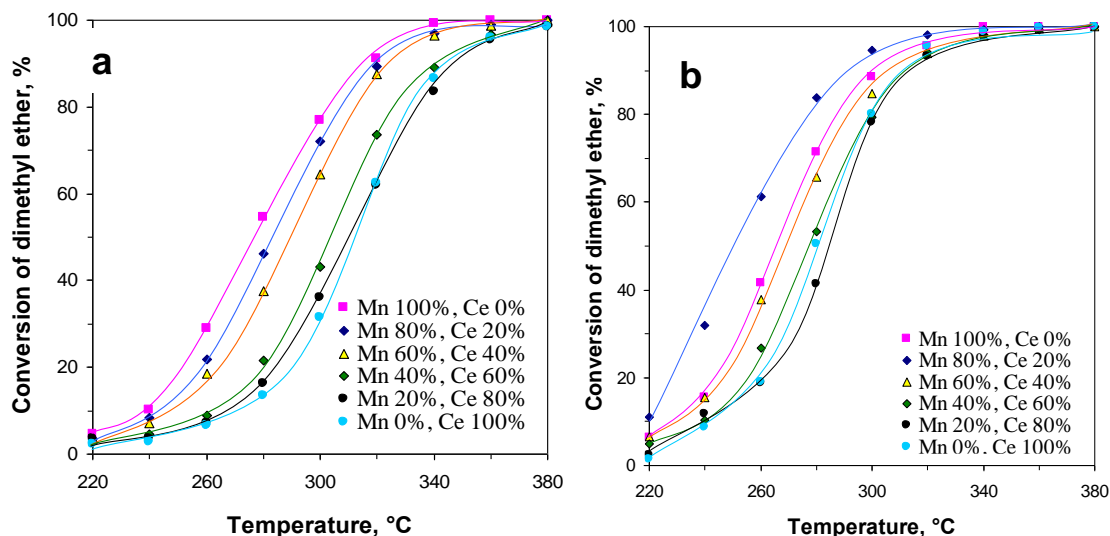 a
Conversion of dimethyl ether, %
100
80
60
40
20
0
220
260
300
340
380
Temperature, °C
Mn 100%, Ce 0%
Mn 80%, Ce 20%
Mn 60%, Ce 40%
Mn 40%, Ce 60%
Mn 20%, Ce 80%
Mn 0%, Ce 100%
b
Conversion of dimethyl ether, %
100
80
60
40
20
0
220
260
300
340
380
Temperature, °C
Mn 100%, Ce 0%
Mn 80%, Ce 20%
Mn 60%, Ce 40%
Mn 40%, Ce 60%
Mn 20%, Ce 80%
Mn 0%. Ce 100%